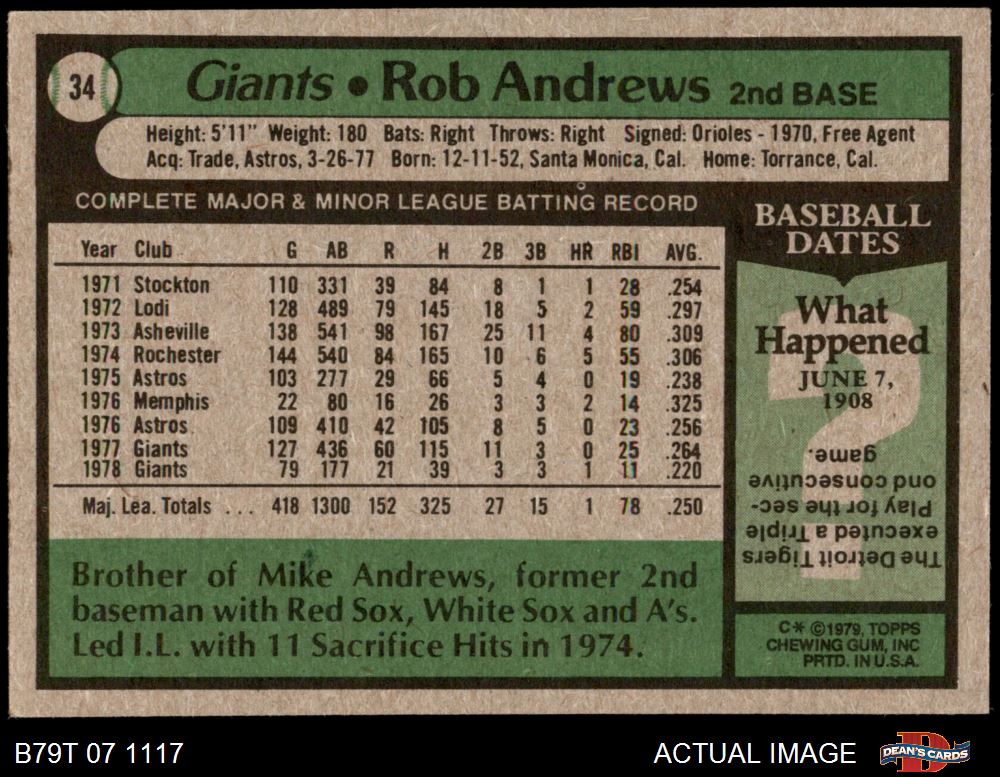 34
Giants • Rob Andrews 2nd BASE
Height: 5'11" Weight: 180 Bats: Right Throws: Right Signed: Orioles - 1970, Free Agent
Acq: Trade, Astros, 3-26-77 Born: 12-11-52, Santa Monica, Cal. Home: Torrance, Cal.
COMPLETE MAJOR & MINOR LEAGUE BATTING RECORD
Year Club G AB R H 2B 3B HR RBI AVG.
1971 Stockton 110 331 39 84 8 1 1 28 .254
1972 Lodi 128 489 79 145 18 5 2 59 .297
1973 Asheville 138 541 98 167 25 11 4 80 .309
1974 Rochester 144 540 84 165 10 6 5 55 .306
1975 Astros 103 277 29 66 5 4 0 19 .238
1976 Memphis 22 80 16 26 3 3 2 14 .325
1976 Astros 109 410 42 105 8 5 0 23 .256
1977 Giants 127 436 60 115 11 3 0 25 .264
1978 Giants 79 177 21 39 3 3 1 11 .220
Maj. Lea. Totals . . . 418 1300 152 325 27 15 1 78 .250
Brother of Mike Andrews, former 2nd
baseman with Red Sox, White Sox and A's.
Led I.L. with 11 Sacrifice Hits in 1974.
BASEBALL
DATES
What
Happened
JUNE 7,
1908
The Detroit Tigers
executed a Triple
Play for the sec-
ond consecutive
game.
C* ©1979, TOPPS
CHEWING GUM, INC
PRTD. IN U.S.A.
B79T 07 1117
ACTUAL IMAGE
D
DEAN'S CARDS